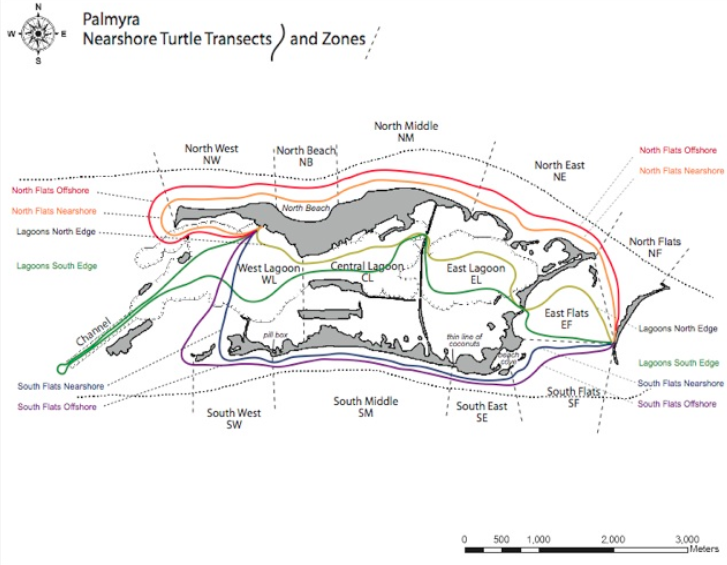 N
W E
S
Palmyra
Nearshore Turtle Transects and Zones
North Middle
NM
North West
NW
North Beach
NB
North East
NE
North Flats Offshore
North Flats Nearshore
North Flats Offshore
North Flats Nearshore
Lagoons North Edge
Lagoons South Edge
North Beach
North Flats
NF
West Lagoon
WL
Central Lagoon
CL
East Lagoon
EL
East Flats
EF
Channel
pill box
thin line of
coconuts
beach
cove
Lagoons North Edge
Lagoons South Edge
South Flats Nearshore
South Flats Offshore
South Flats Nearshore
South Flats Offshore
South West
SW
South Middle
SM
South East
SE
South Flats
SF
0 500 1,000 2,000 3,000
Meters